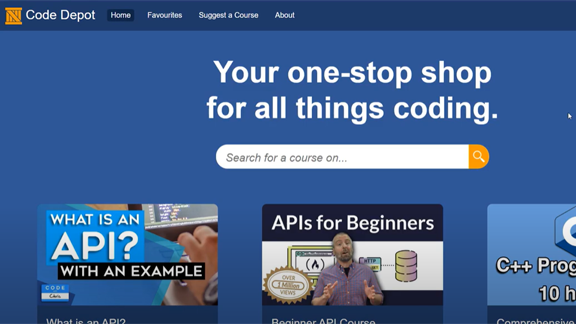 Code Depot
Home
Favourites
Suggest a Course
About
Your one-stop shop
for all things coding.
Search for a course on...
WHAT IS AN
API?
WITH AN EXAMPLE
CODE
Chris
APIs for Beginners
HTTP
OVER
1 Million
VIEWS
C++ Prog
10 h
What is an API?
Beginner API Course
Comprehensive